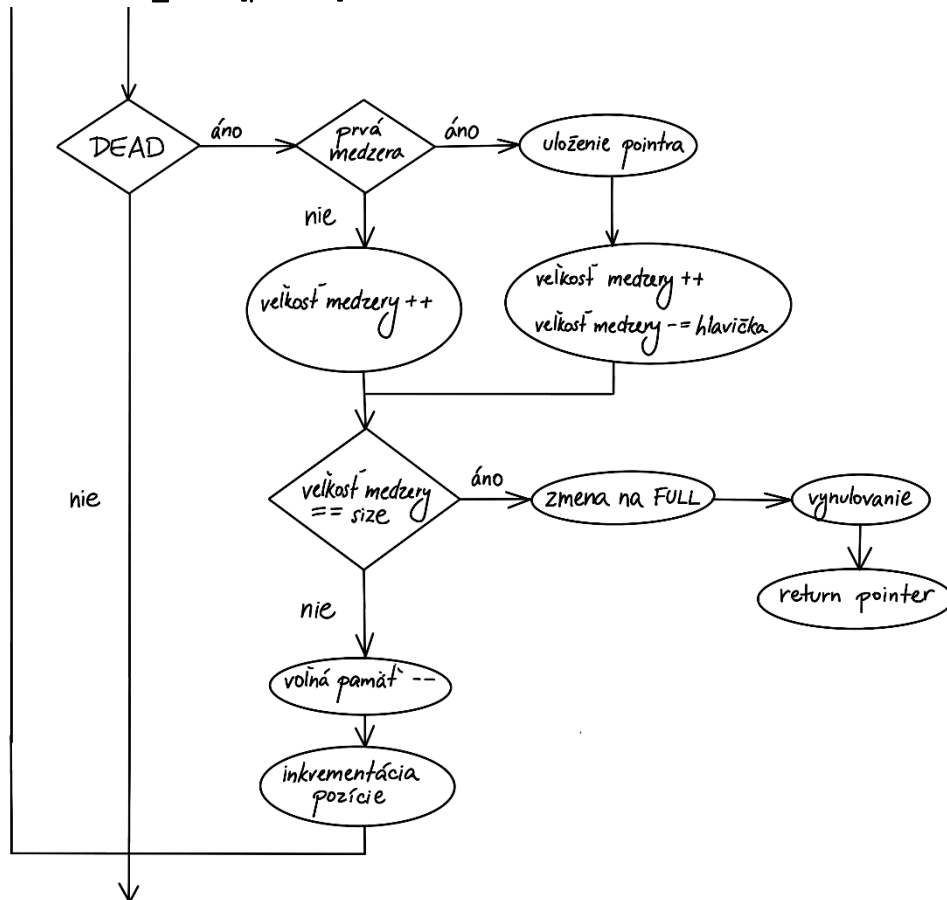 DEAD
áno
prvá
medzera
áno
uloženie pointra
nie
veľkosť medzery ++
veľkosť medzery ++
veľkosť medzery -= hlavička
nie
veľkosť medzery
== size
áno
zmena na FULL
vynulovanie
return pointer
nie
voľná pamäť --
inkrementácia
pozície